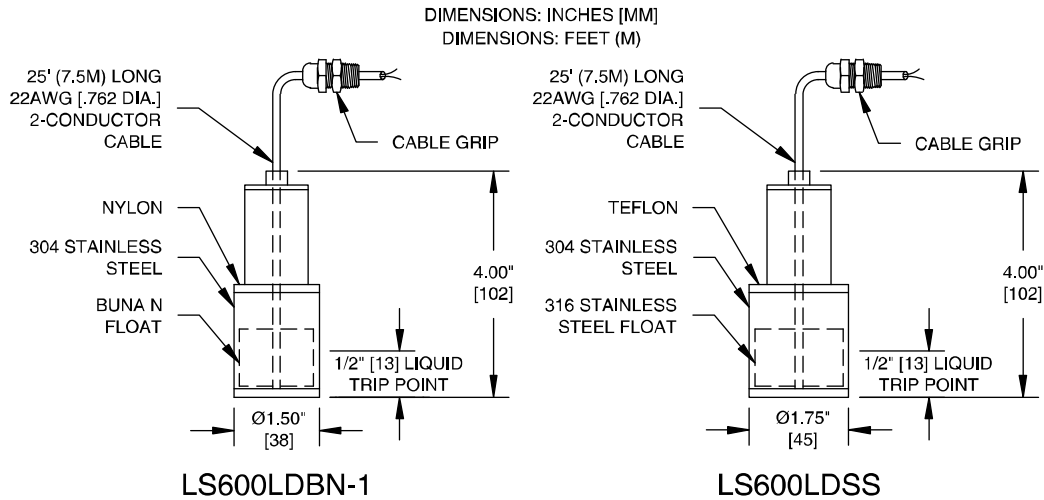 DIMENSIONS: INCHES [MM]
DIMENSIONS: FEET (M)
25' (7.5M) LONG
22AWG [.762 DIA.]
2-CONDUCTOR
CABLE
CABLE GRIP
NYLON
304 STAINLESS
STEEL
BUNA N
FLOAT
4.00"
[102]
1/2" [13] LIQUID
TRIP POINT
Ø1.50"
[38]
LS600LDBN-1
25' (7.5M) LONG
22AWG [.762 DIA.]
2-CONDUCTOR
CABLE
CABLE GRIP
TEFLON
304 STAINLESS
STEEL
316 STAINLESS
STEEL FLOAT
4.00"
[102]
1/2" [13] LIQUID
TRIP POINT
Ø1.75"
[45]
LS600LDSS